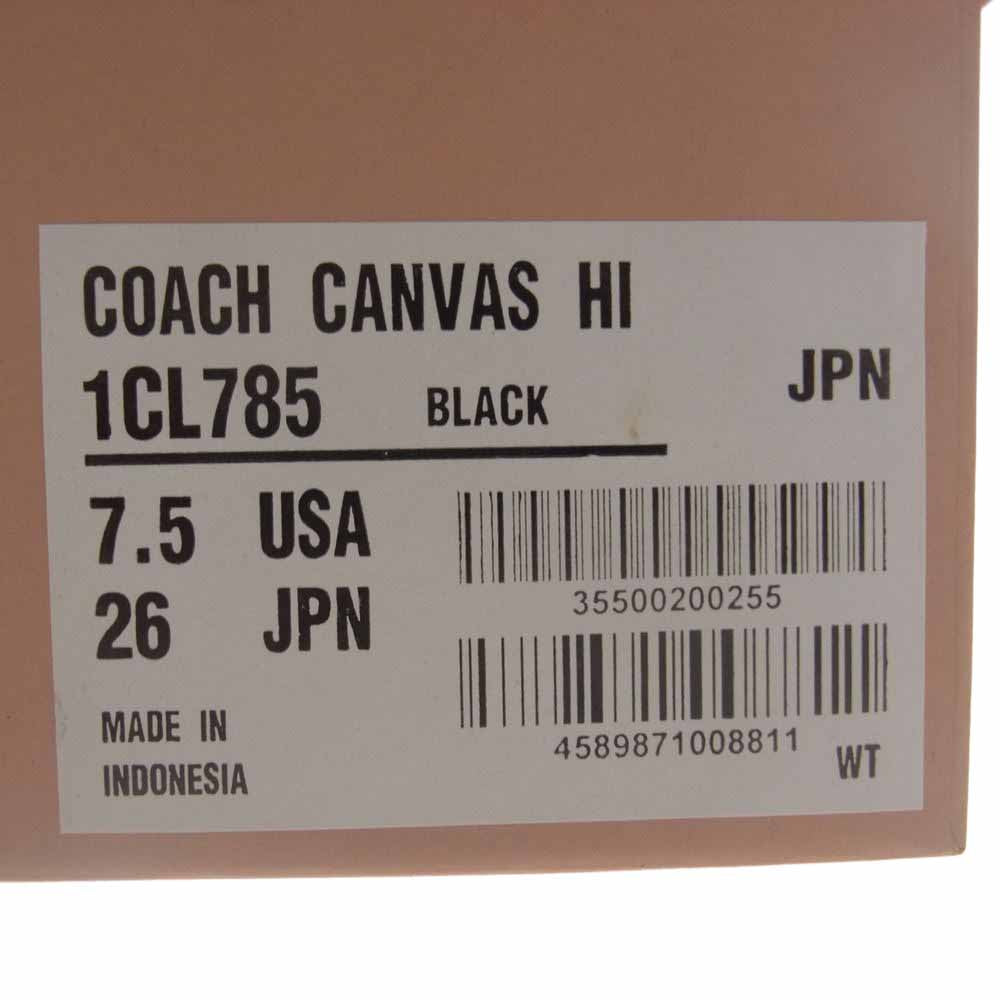 COACH CANVAS HI
1CL785 BLACK
JPN
7.5 USA
26 JPN
35500200255
4589871008811
MADE IN
INDONESIA
WT